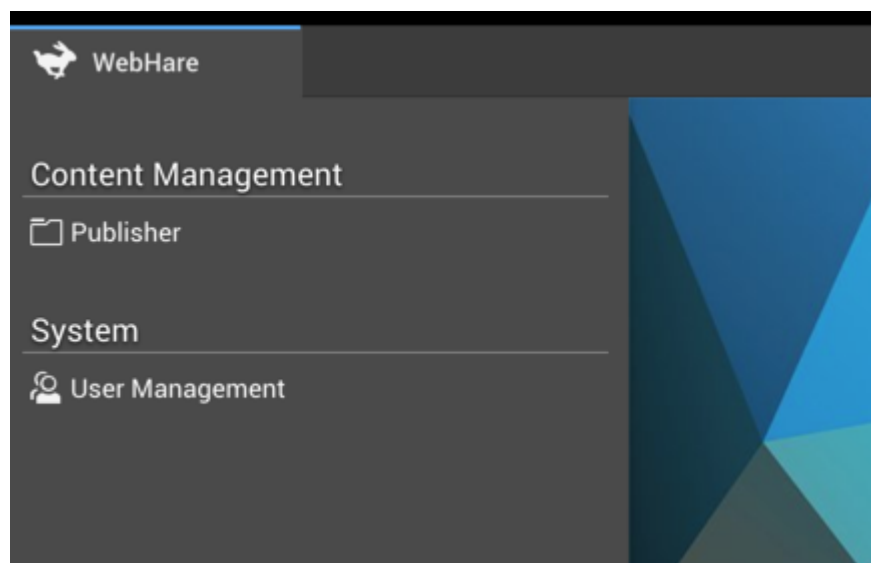 WebHare
Content Management
Publisher
System
User Management